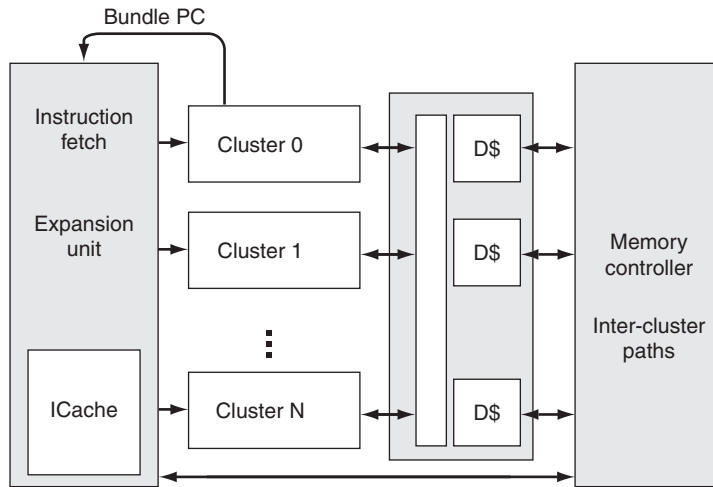 Bundle PC
Instruction
fetch
Expansion
unit
ICache
Cluster 0
Cluster 1
Cluster N
D$
D$
D$
Memory
controller
Inter-cluster
paths